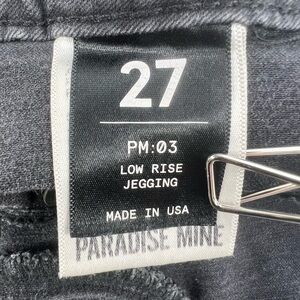 27
PM:03
LOW RISE
JEGGING
MADE IN USA
PARADISE MINE